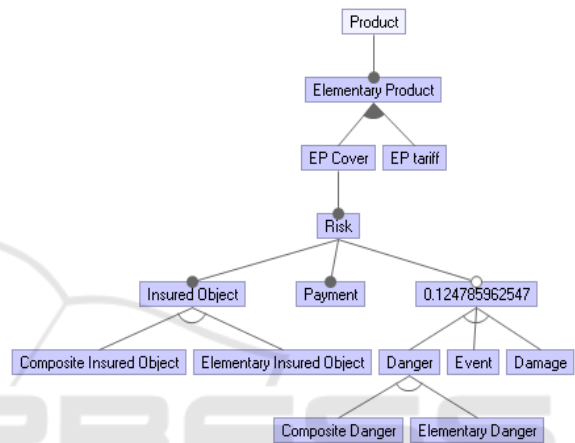 Product
Elementary Product
EP Cover EP tariff
Risk
Insured Object Payment 0.124785962547
Composite Insured Object Elementary Insured Object Danger Event Damage
Composite Danger Elementary Danger